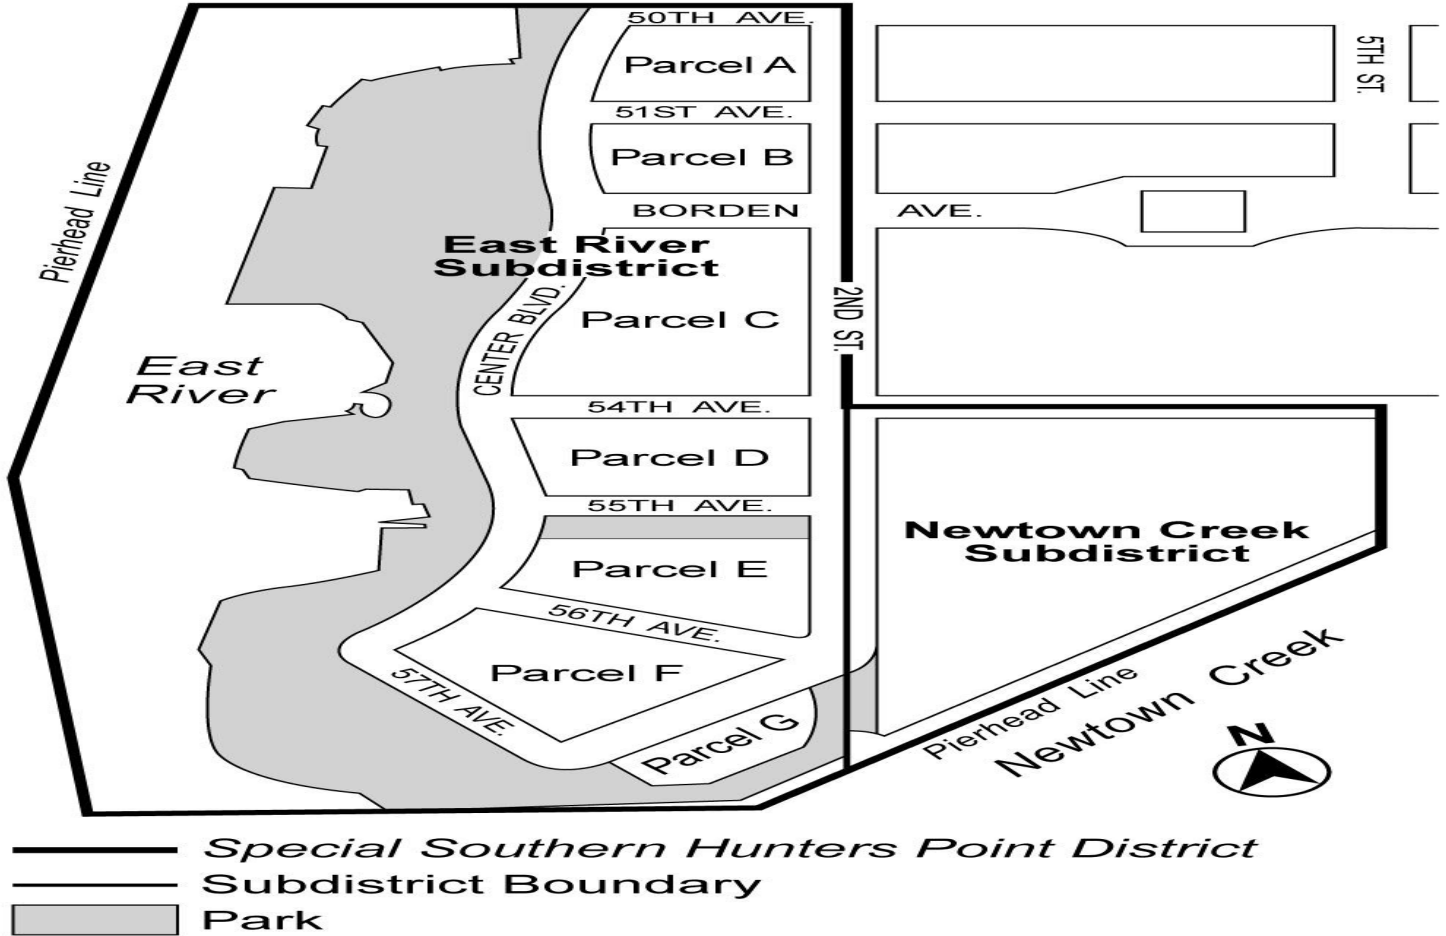 50TH AVE.
Parcel A
5TH ST.
51ST AVE.
Parcel B
BORDEN AVE.
Pierhead Line
East River
Subdistrict
CENTER BLVD.
Parcel C
2ND ST.
East
River
54TH AVE.
Parcel D
55TH AVE.
Newtown Creek
Subdistrict
Parcel E
56TH AVE.
Parcel F
57TH AVE.
Parcel G
Pierhead Line
Newtown Creek
N
Special Southern Hunters Point District
Subdistrict Boundary
Park